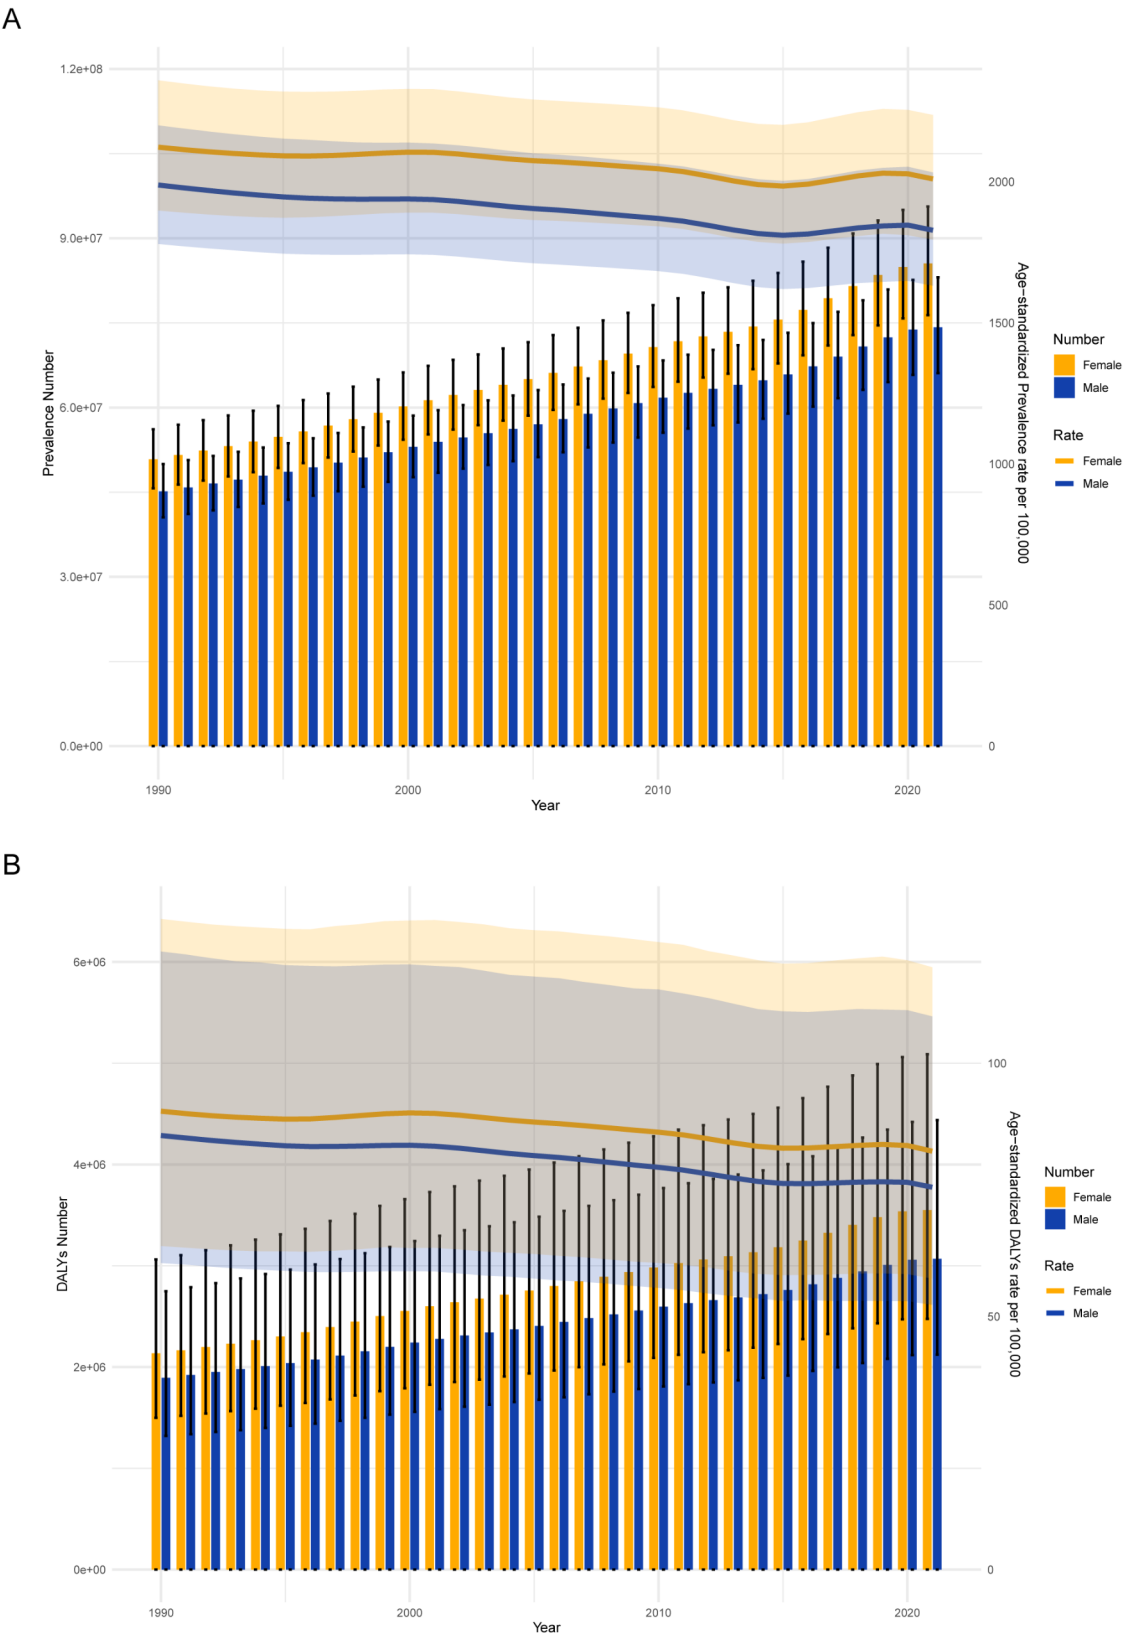 A
1.2e+08
9.0e+07
6.0e+07
3.0e+07
0.0e+00
Prevalence Number
2000
1500
1000
500
0
Age−standardized Prevalence rate per 100,000
1990
2000
2010
2020
Year
Number
Female
Male
Rate
Female
Male
B
6e+06
4e+06
2e+06
0e+00
DALYs Number
100
50
0
Age−standardized DALYs rate per 100,000
1990
2000
2010
2020
Year
Number
Female
Male
Rate
Female
Male